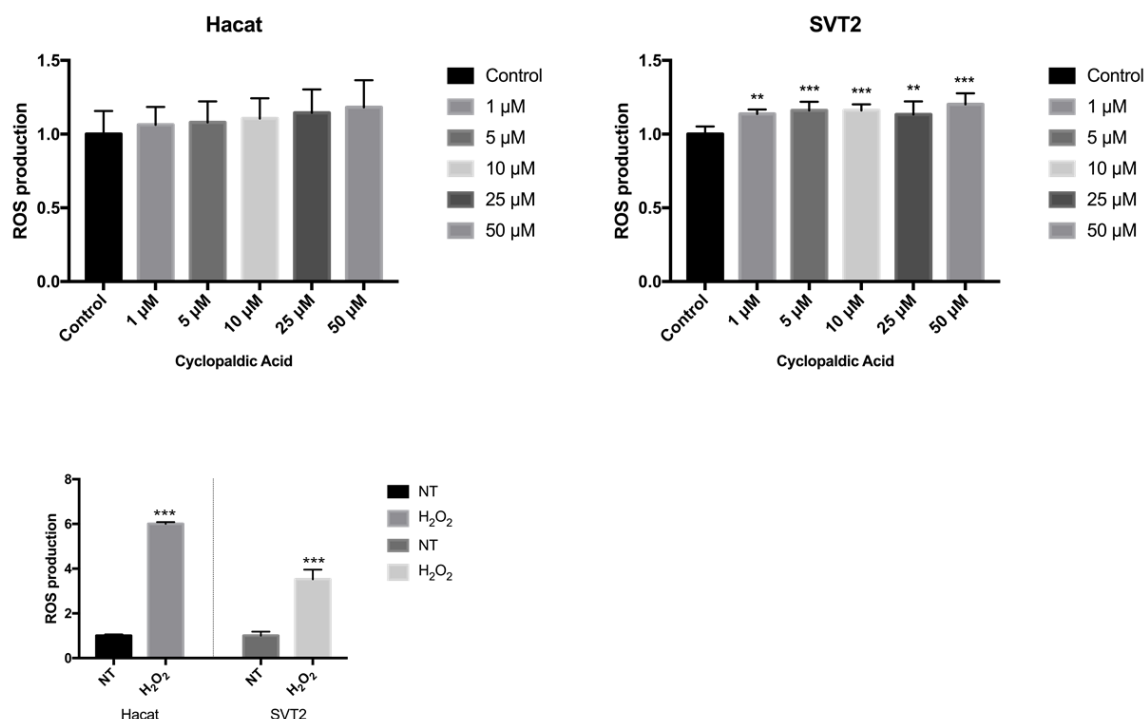 Hacat
1.5
1.0
0.5
0.0
ROS production
Control
1 µM
5 µM
10 µM
25 µM
50 µM
Cyclopaldic Acid
Control
1 µM
5 µM
10 µM
25 µM
50 µM
SVT2
1.5
1.0
0.5
0.0
ROS production
** *** *** ** ***
Control
1 µM
5 µM
10 µM
25 µM
50 µM
Cyclopaldic Acid
Control
1 µM
5 µM
10 µM
25 µM
50 µM
8
6
4
2
0
ROS production
***
***
NT
H₂O₂
NT
H₂O₂
Hacat
SVT2
NT
H₂O₂
NT
H₂O₂